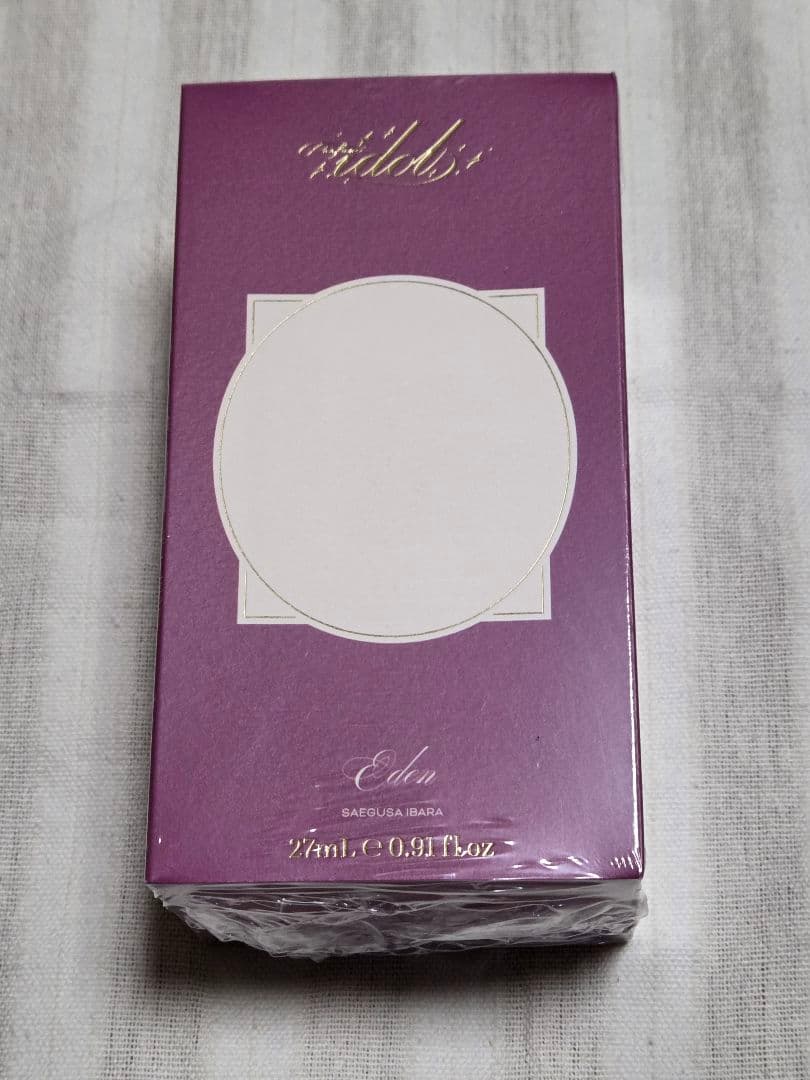 idols
Eden
SAEGUSA IBARA
27mL ℮ 0.91 fl.oz